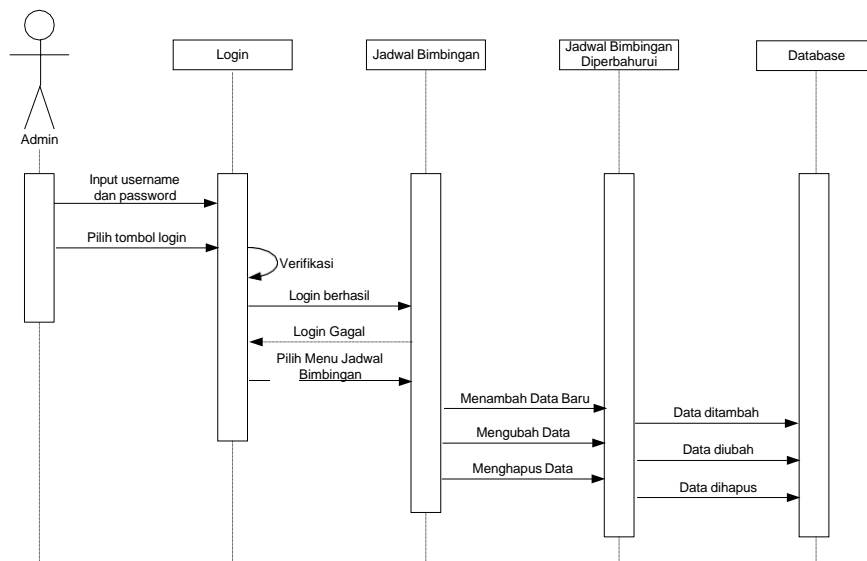 Login
Jadwal Bimbingan
Jadwal Bimbingan
Diperbahurui
Database
Admin
Input username
dan password
Pilih tombol login
Verifikasi
Login berhasil
Login Gagal
Pilih Menu Jadwal
Bimbingan
Menambah Data Baru
Data ditambah
Mengubah Data
Data diubah
Menghapus Data
Data dihapus